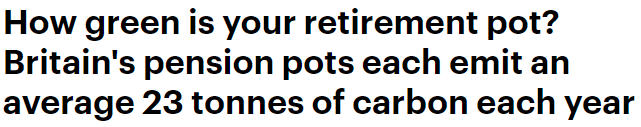 How green is your retirement pot?
Britain's pension pots each emit an
average 23 tonnes of carbon each year